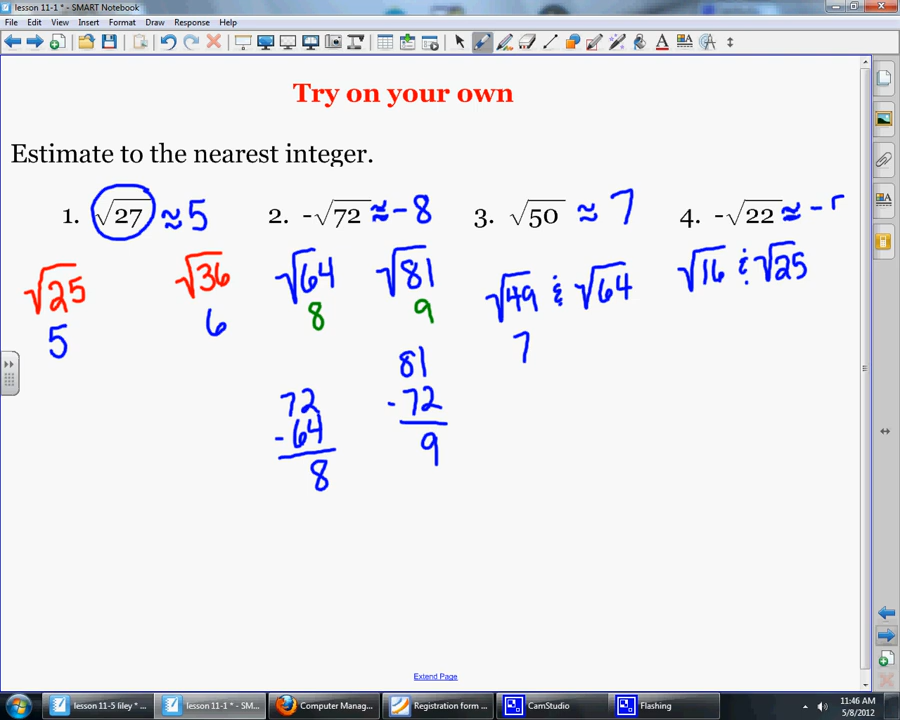 lesson 11-1 * - SMART Notebook
File Edit View Insert Format Draw Response Help
Try on your own
Estimate to the nearest integer.
1. √27 ≈ 5 2. -√72 ≈ -8 3. √50 ≈ 7 4. -√22 ≈ -
√25 √36 √64 √81 √49 & √64 √16 & √25
5 6 8 9 7
72 81
-64 -72
8 9
Extend Page
lesson 11-5 liley * ... lesson 11-1 * - SM... Computer Manag... Registration form ... CamStudio Flashing
11:46 AM
5/8/2012